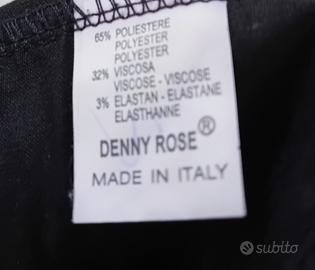 65% POLIESTERE
POLYESTER
POLYESTER
32% VISCOSA
VISCOSE - VISCOSE
3% ELASTAN - ELASTANE
ELASTHANNE
DENNY ROSE®
MADE IN ITALY
subito